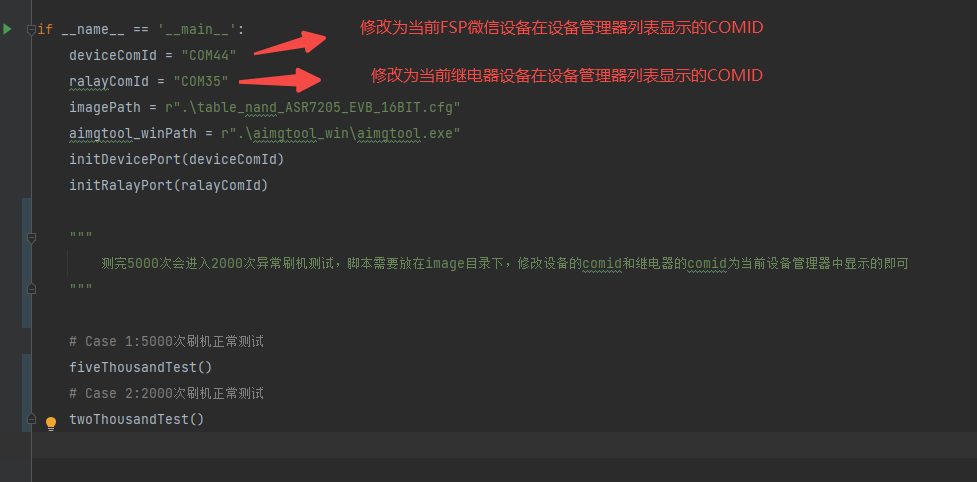 if __name__ == '__main__':
修改为当前FSP微信设备在设备管理器列表显示的COMID
deviceComId = "COM44"
修改为当前继电器设备在设备管理器列表显示的COMID
ralayComId = "COM35"
imagePath = r".\table_nand_ASR7205_EVB_16BIT.cfg"
aimgtool_winPath = r".\aimgtool_win\aimgtool.exe"
initDevicePort(deviceComId)
initRalayPort(ralayComId)
"""
测完5000次会进入2000次异常刷机测试，脚本需要放在image目录下，修改设备的comid和继电器的comid为当前设备管理器中显示的即可
"""
# Case 1:5000次刷机正常测试
fiveThousandTest()
# Case 2:2000次刷机正常测试
twoThousandTest()